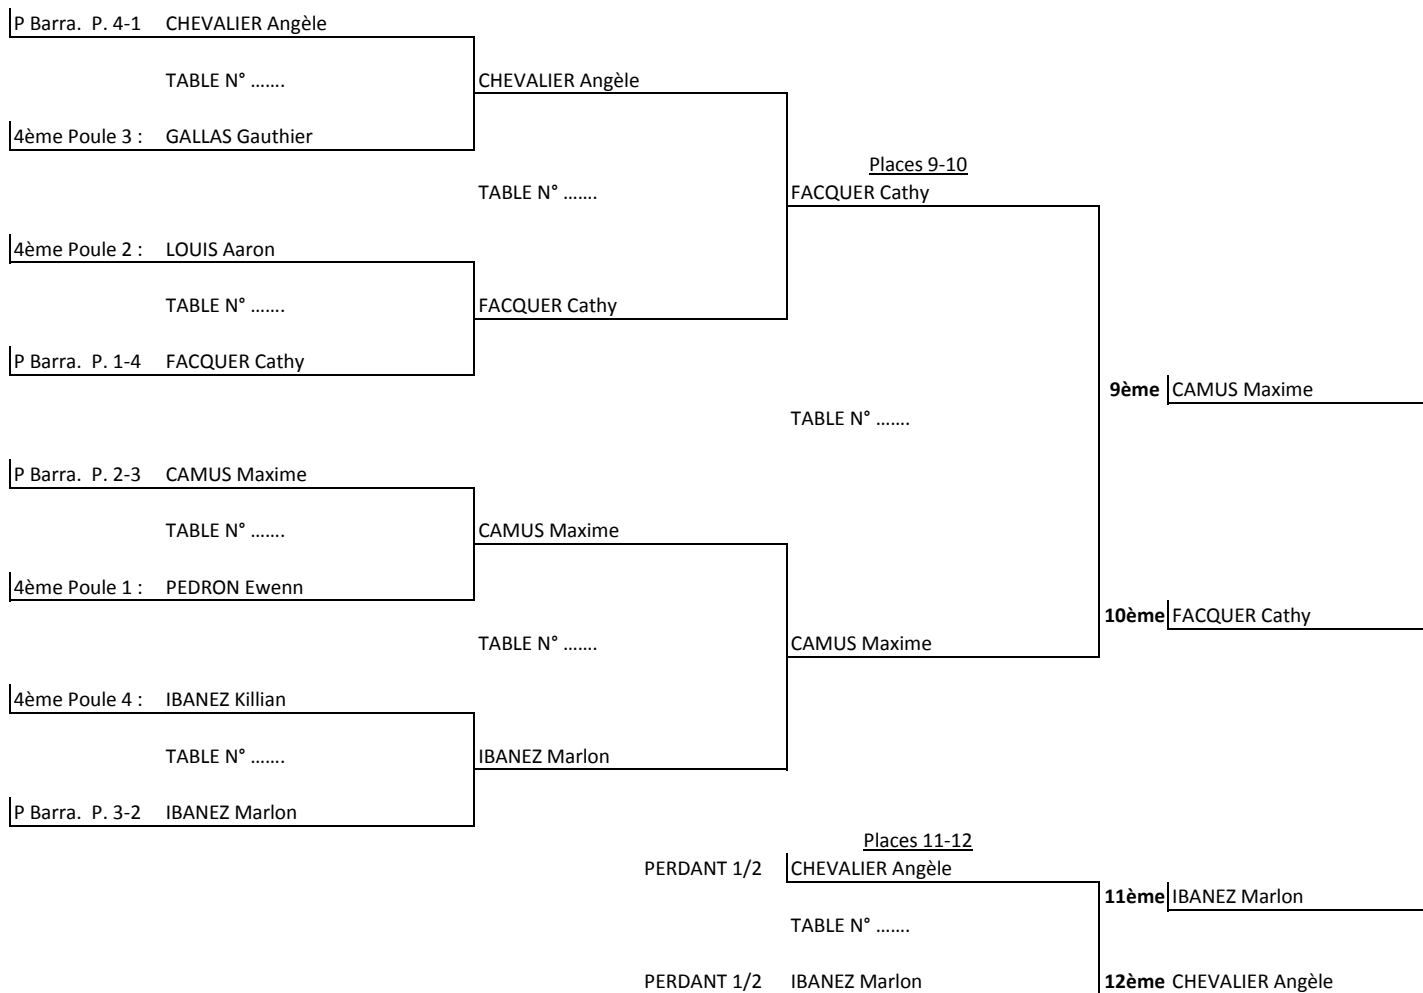 P Barra. P. 4-1 CHEVALIER Angèle
TABLE N° ....... CHEVALIER Angèle
4ème Poule 3 : GALLAS Gauthier
Places 9-10
TABLE N° ....... FACQUER Cathy
4ème Poule 2 : LOUIS Aaron
TABLE N° ....... FACQUER Cathy
P Barra. P. 1-4 FACQUER Cathy
9ème CAMUS Maxime
TABLE N° .......
P Barra. P. 2-3 CAMUS Maxime
TABLE N° ....... CAMUS Maxime
4ème Poule 1 : PEDRON Ewenn
10ème FACQUER Cathy
TABLE N° ....... CAMUS Maxime
4ème Poule 4 : IBANEZ Killian
TABLE N° ....... IBANEZ Marlon
P Barra. P. 3-2 IBANEZ Marlon
Places 11-12
PERDANT 1/2 CHEVALIER Angèle
11ème IBANEZ Marlon
TABLE N° .......
PERDANT 1/2 IBANEZ Marlon 12ème CHEVALIER Angèle